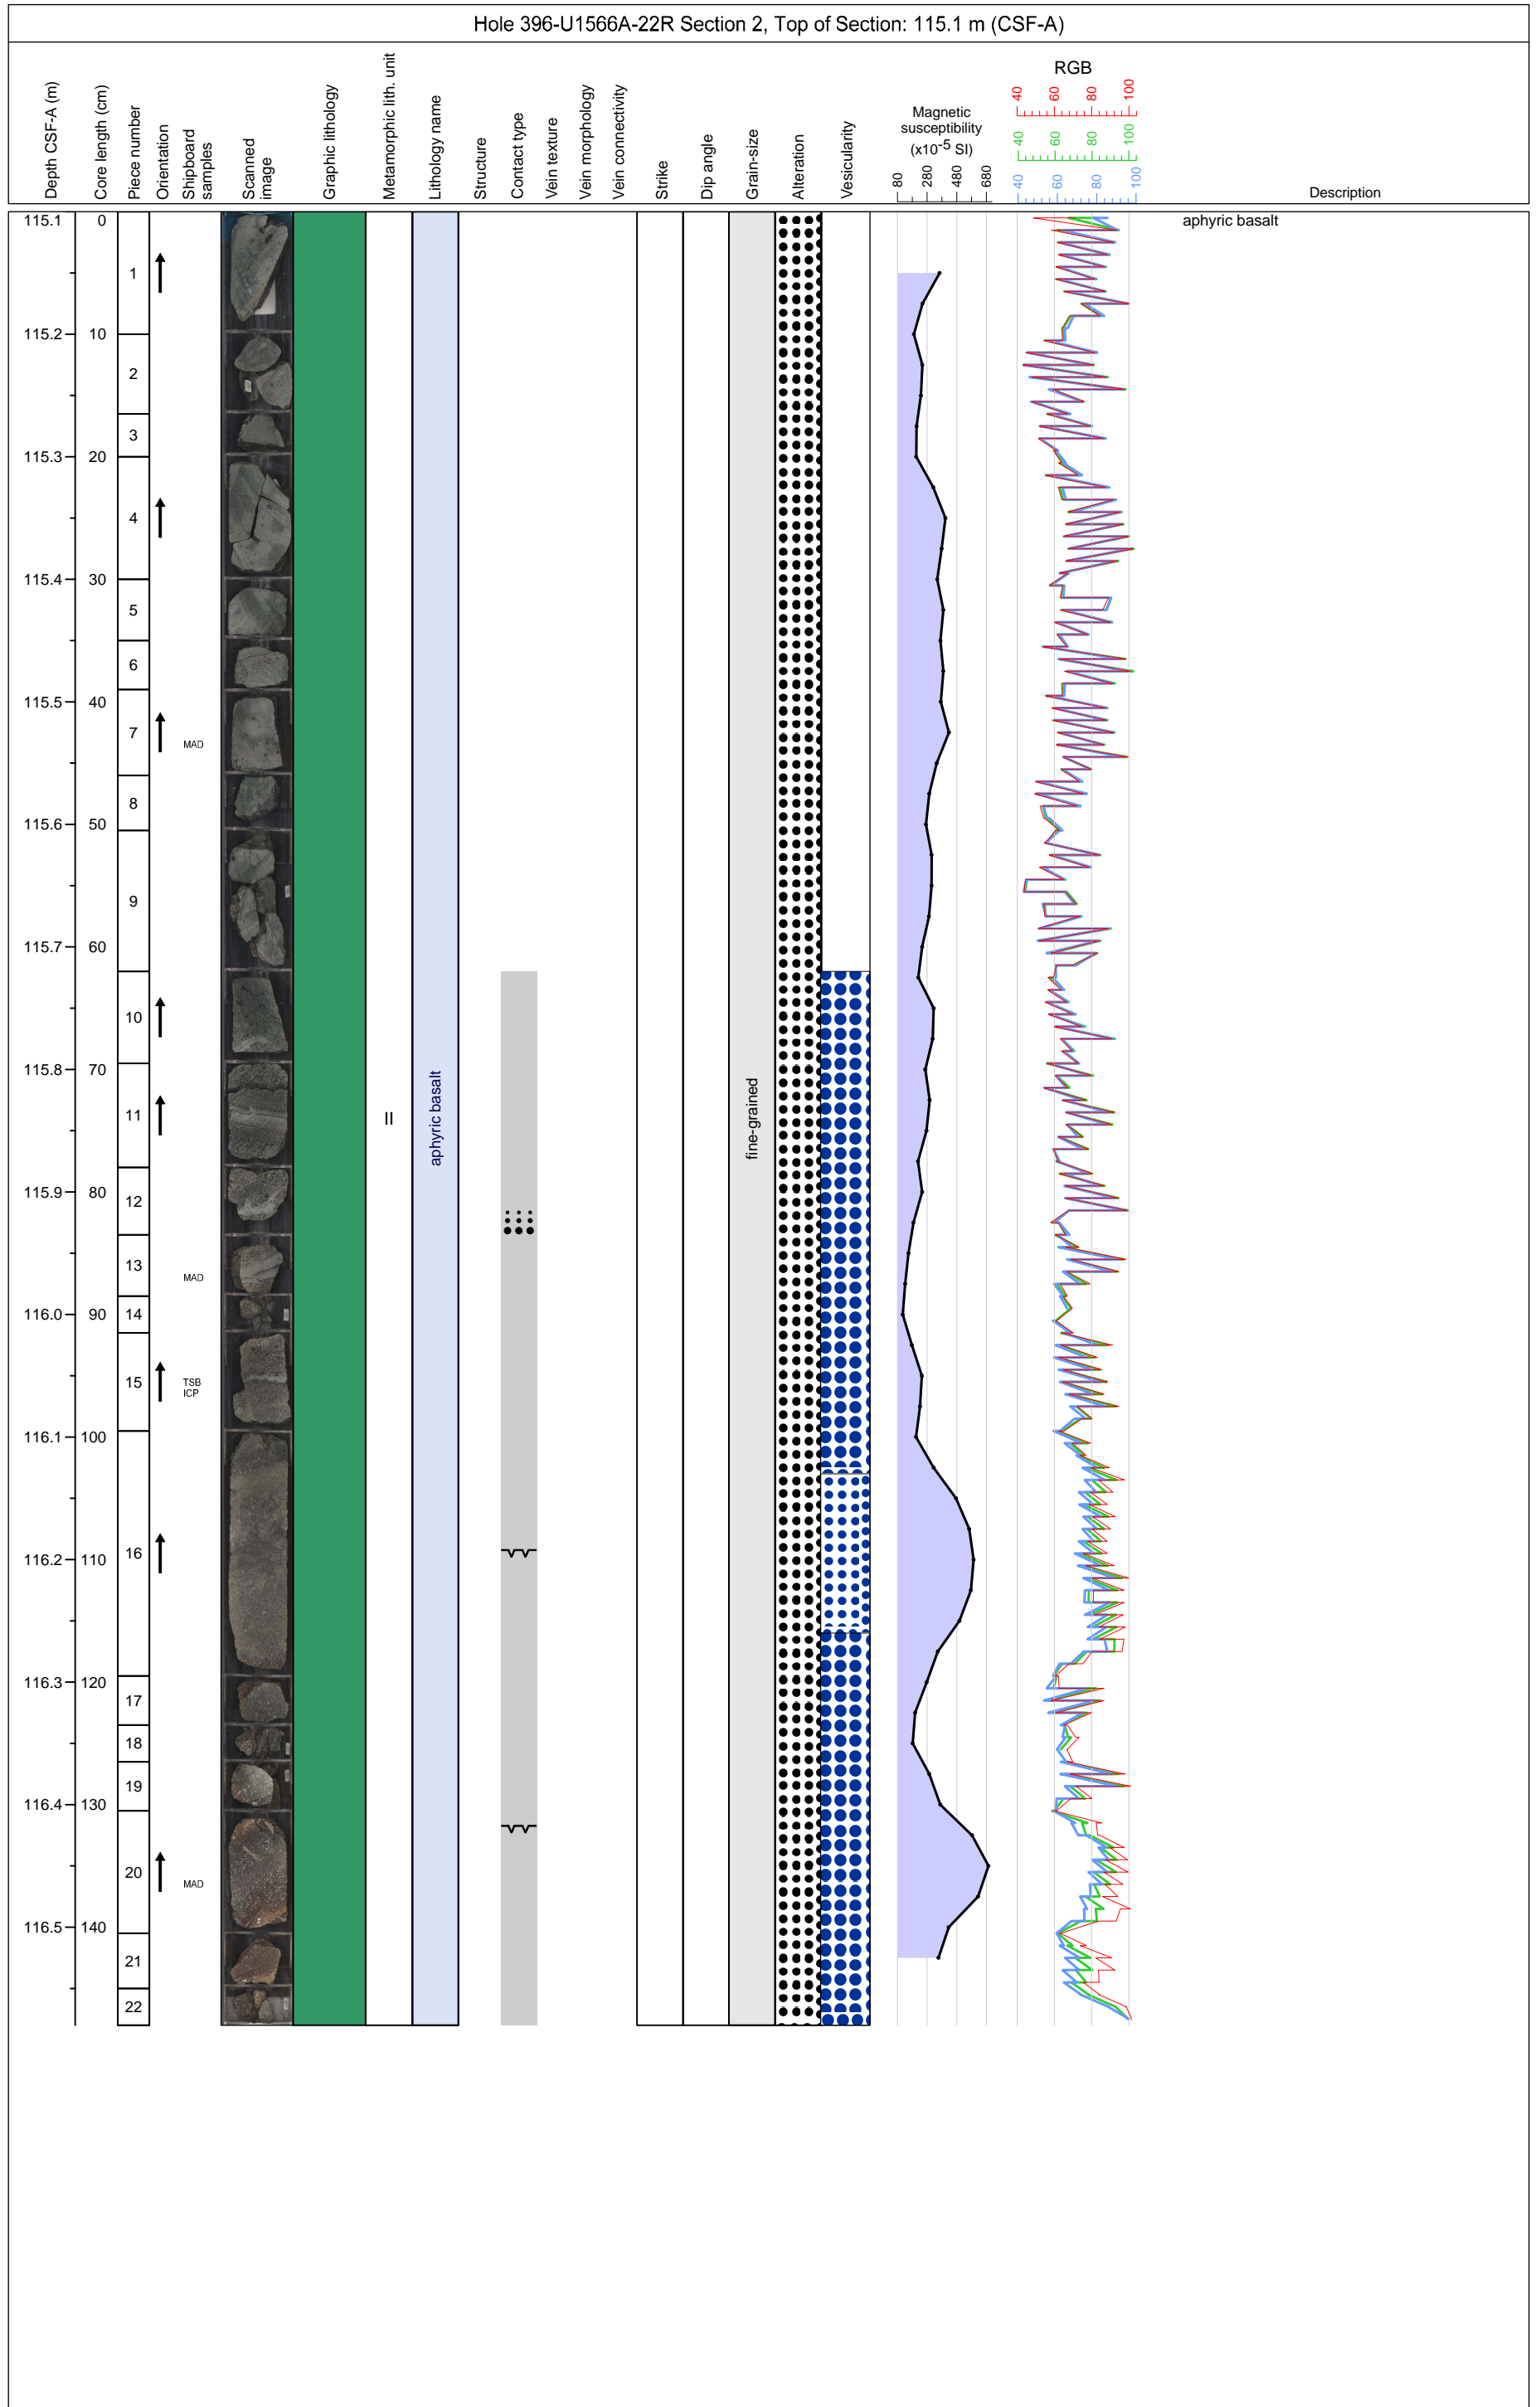 Hole 396-U1566A-22R Section 2, Top of Section: 115.1 m (CSF-A)
Depth CSF-A (m)
Core length (cm)
Piece number
Orientation
Shipboard
samples
Scanned
image
Graphic lithology
Metamorphic lith. unit
Lithology name
Structure
Contact type
Vein texture
Vein morphology
Vein connectivity
Strike
Dip angle
Grain-size
Alteration
Vesicularity
Magnetic
susceptibility
(x10-5 SI)
80 280 480 680
RGB
40 60 80 100
40 60 80 100
40 60 80 100
Description
115.1 0
aphyric basalt
1
115.2 10
2
3
115.3 20
4
115.4 30
5
6
115.5 40
7
MAD
8
115.6 50
9
115.7 60
10
115.8 70
11
II
aphyric basalt
fine-grained
115.9 80
12
13
MAD
116.0 90
14
15
TSB
ICP
116.1 100
16
116.2 110
116.3 120
17
18
19
116.4 130
20
MAD
116.5 140
21
22